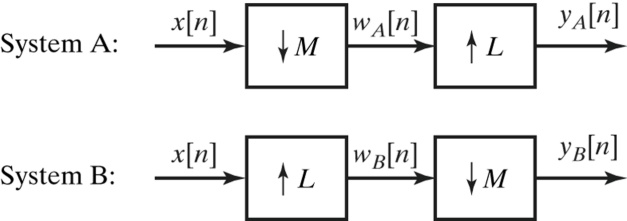 System A: x[n] ↓ M w_A[n] ↑ L y_A[n]
System B: x[n] ↑ L w_B[n] ↓ M y_B[n]